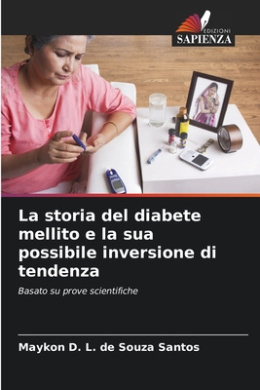 EDIZIONI
SAPIENZA
La storia del diabete
mellito e la sua
possibile inversione di
tendenza
Basato su prove scientifiche
Maykon D. L. de Souza Santos